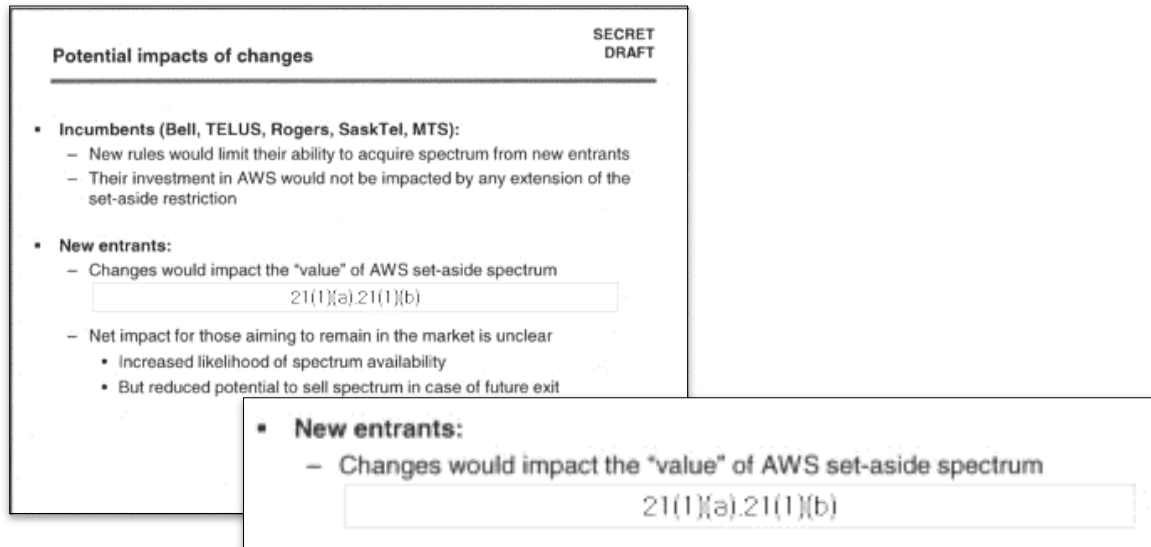 Potential impacts of changes
SECRET
DRAFT
▪ Incumbents (Bell, TELUS, Rogers, SaskTel, MTS):
– New rules would limit their ability to acquire spectrum from new entrants
– Their investment in AWS would not be impacted by any extension of the
set-aside restriction
▪ New entrants:
– Changes would impact the "value" of AWS set-aside spectrum
21(1)(a).21(1)(b)
– Net impact for those aiming to remain in the market is unclear
• Increased likelihood of spectrum availability
• But reduced potential to sell spectrum in case of future exit
▪ New entrants:
– Changes would impact the "value" of AWS set-aside spectrum
21(1)(a).21(1)(b)